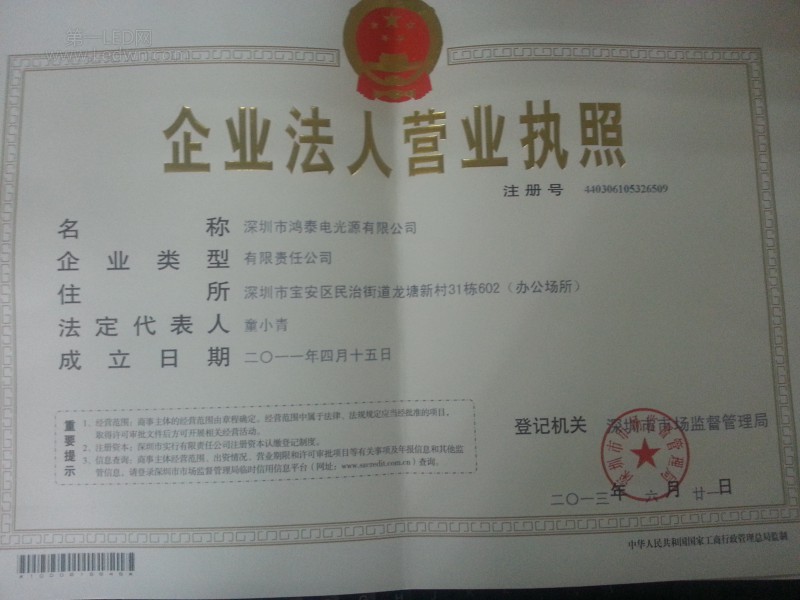 第一LED网
企业法人营业执照
注册号 440306105326509
名称 深圳市鸿泰电光源有限公司
企业类型 有限责任公司
住所 深圳市宝安区民治街道龙塘新村31栋602（办公场所）
法定代表人 童小青
成立日期 二〇一一年四月十五日
重要提示
1、经营范围：商事主体的经营范围由章程确定。经营范围中属于法律、法规规定应当经批准的项目，
取得许可审批文件后方可开展相关经营活动。
2、注册资本：深圳市实行有限责任公司注册资本认缴登记制度。
3、信息查询：商事主体经营范围、出资情况、营业期限和许可审批项目等有关事项及年报信息和其他监
管信息，请登录深圳市市场监督管理局临时信用信息平台（网址：www.szcredit.com.cn）查询。
登记机关 深圳市市场监督管理局
二〇一三年六月廿一日
中华人民共和国国家工商行政管理总局监制